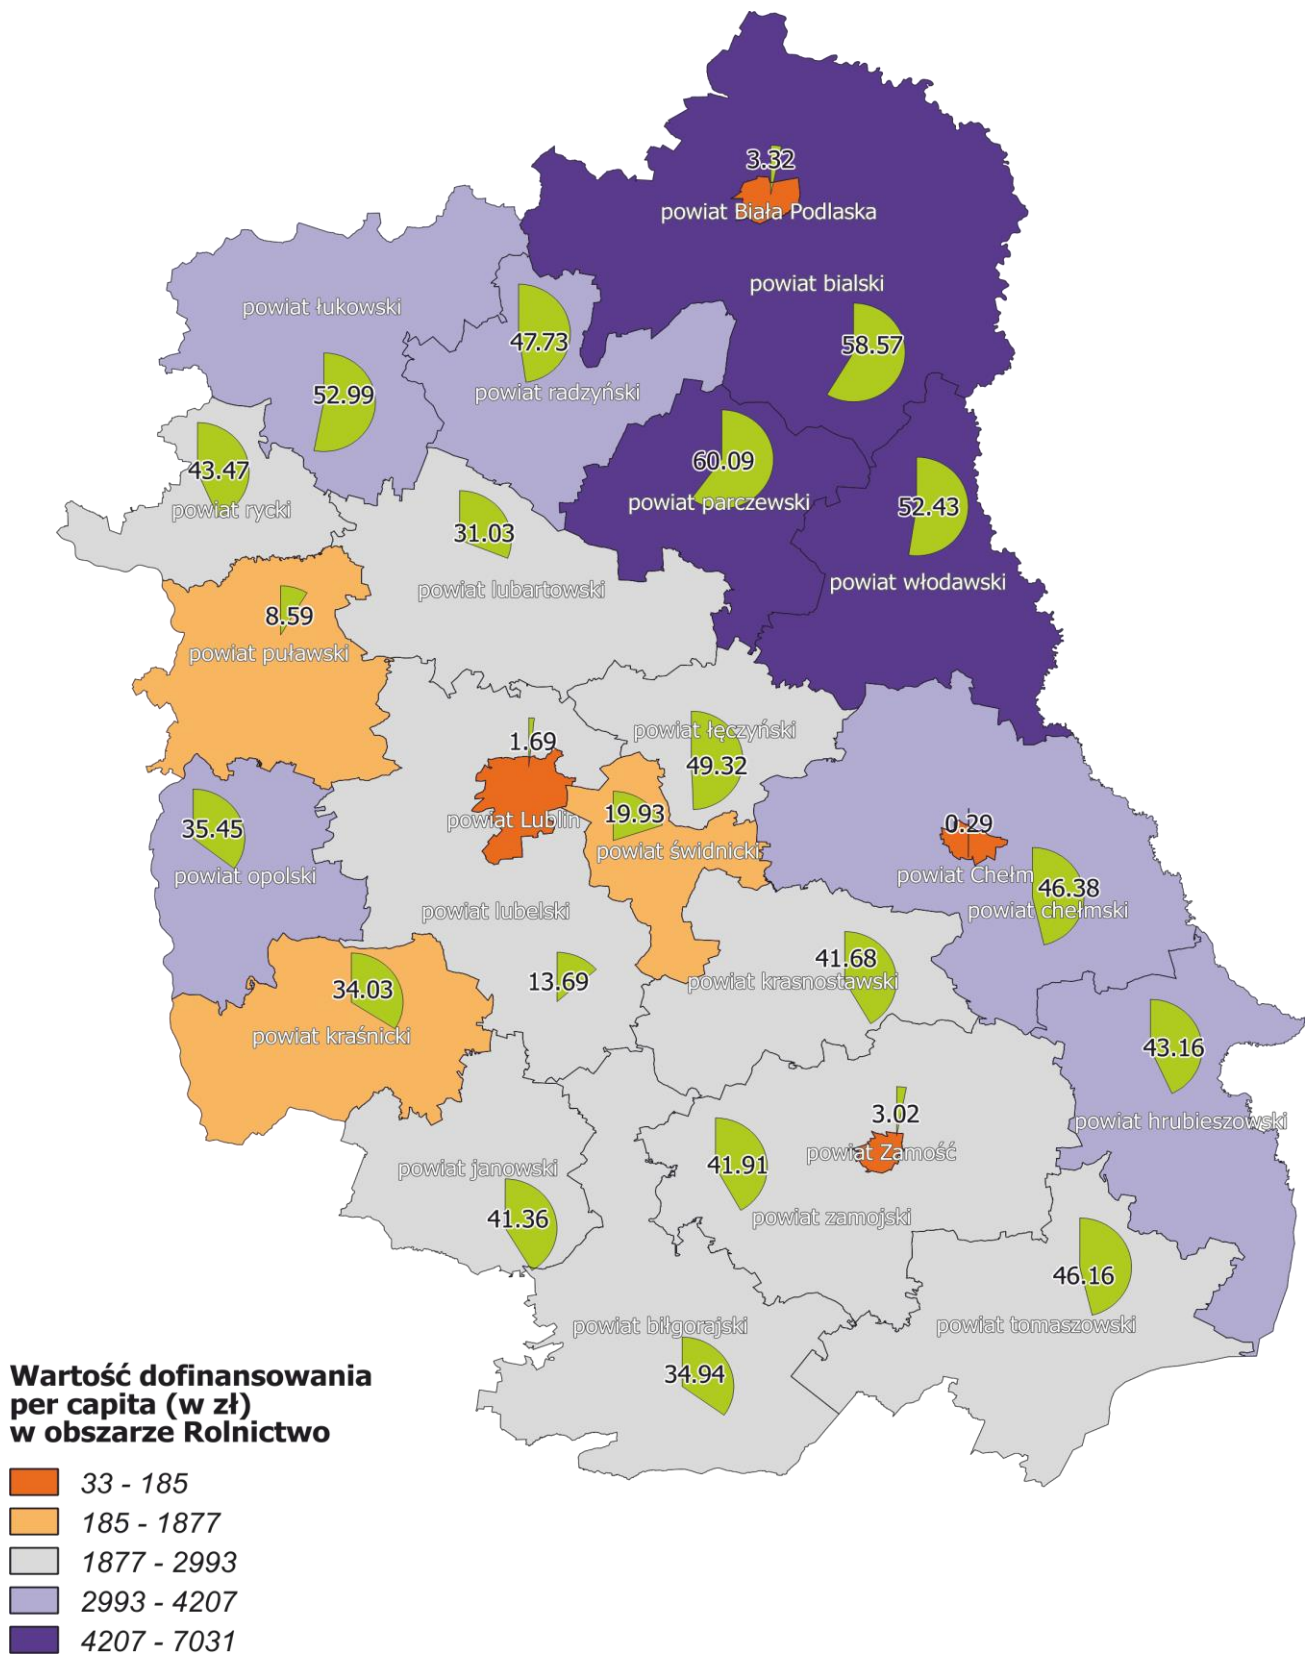 3.32
powiat Biała Podlaska
powiat bialski
58.57
powiat łukowski
52.99
47.73
powiat radzyński
60.09
powiat parczewski
43.47
powiat rycki
52.43
powiat włodawski
31.03
powiat lubartowski
8.59
powiat puławski
powiat łęczyński
49.32
1.69
powiat Lublin
19.93
powiat świdnicki
35.45
powiat opolski
0.29
powiat Chełm
46.38
powiat chełmski
powiat lubelski
13.69
41.68
powiat krasnostawski
34.03
powiat kraśnicki
43.16
powiat hrubieszowski
3.02
powiat Zamość
41.91
powiat zamojski
powiat janowski
41.36
46.16
powiat tomaszowski
powiat biłgorajski
34.94
Wartość dofinansowania
per capita (w zł)
w obszarze Rolnictwo
33 - 185
185 - 1877
1877 - 2993
2993 - 4207
4207 - 7031